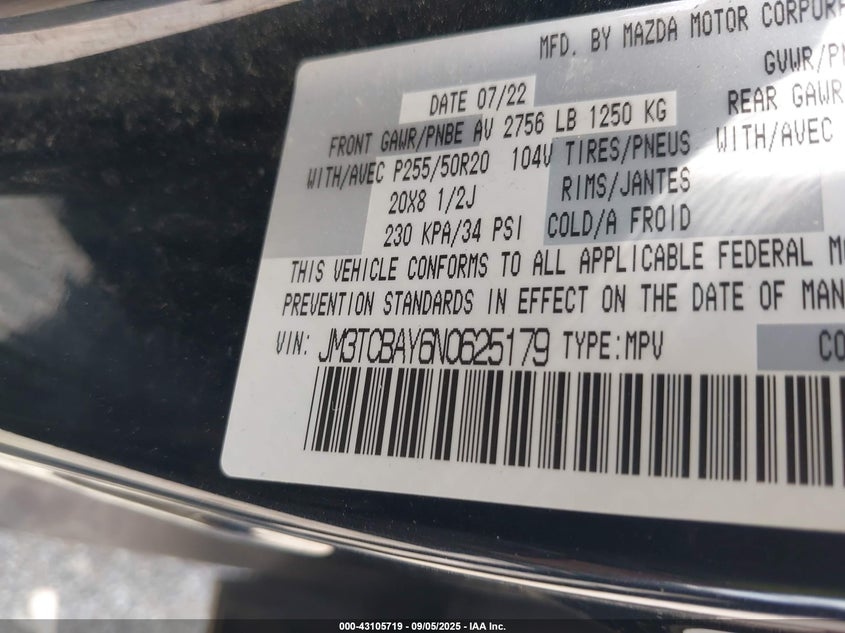 MFD. BY MAZDA MOTOR CORPORA
DATE 07/22
GVWR/PN
FRONT GAWR/PNBE AV 2756 LB 1250 KG
REAR GAWR
WITH/AVEC P255/50R20 104V TIRES/PNEUS
WITH/AVEC
20X8 1/2J RIMS/JANTES
230 KPA/34 PSI COLD/A FROID
THIS VEHICLE CONFORMS TO ALL APPLICABLE FEDERAL M
PREVENTION STANDARDS IN EFFECT ON THE DATE OF MAN
VIN: JM3TCBAY6N0625179 TYPE:MPV
CO
000-43105719 - 09/05/2025 - IAA Inc.